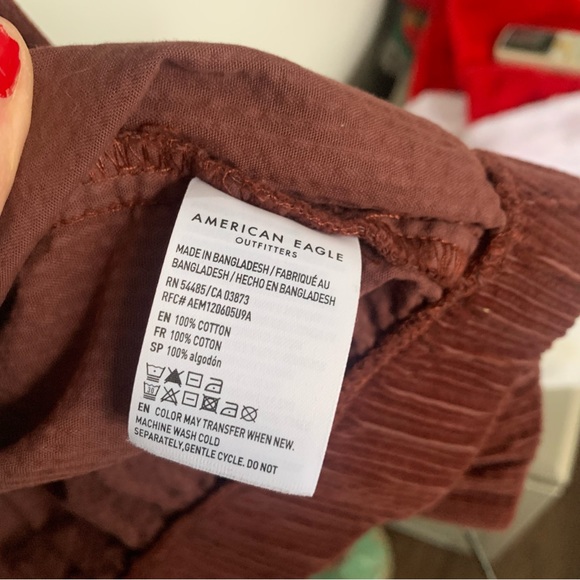 AMERICAN EAGLE
OUTFITTERS
MADE IN BANGLADESH / FABRIQUÉ AU
BANGLADESH / HECHO EN BANGLADESH
RN 54485/CA 03873
RFC# AEM120605U9A
EN 100% COTTON
FR 100% COTON
SP 100% algodón
EN COLOR MAY TRANSFER WHEN NEW.
MACHINE WASH COLD
SEPARATELY,GENTLE CYCLE. DO NOT